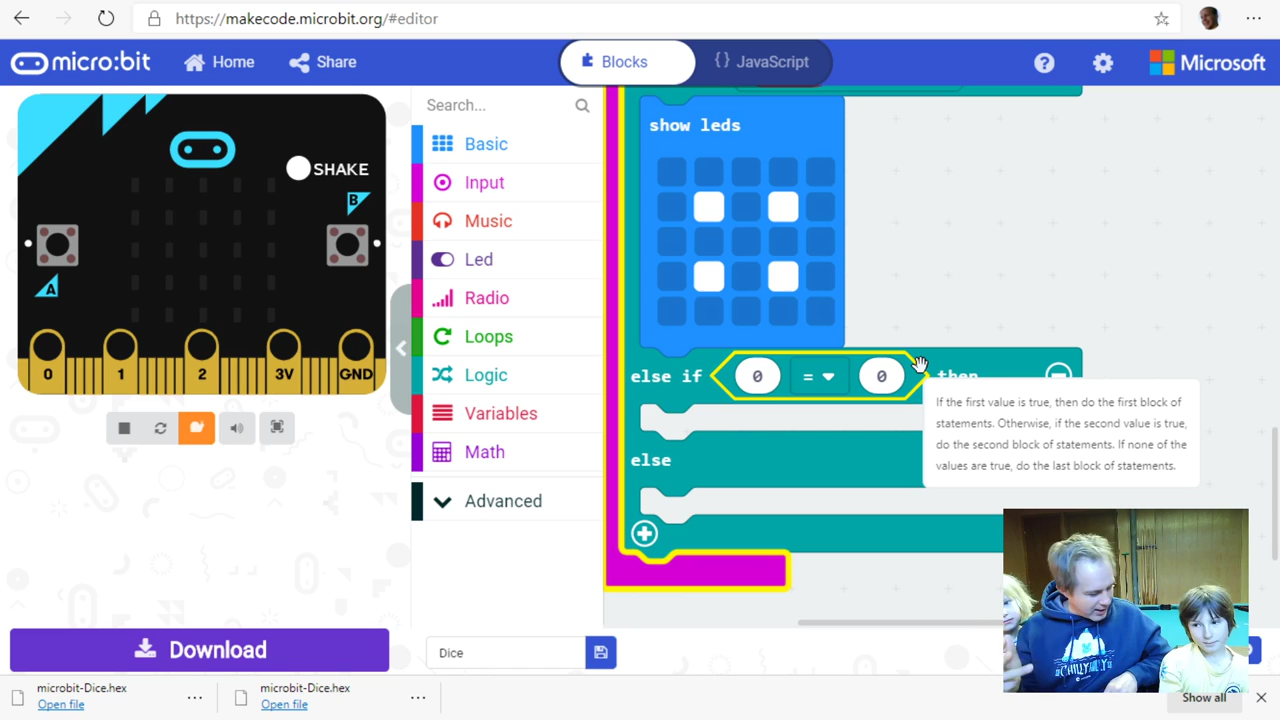 https://makecode.microbit.org/#editor
micro:bit
Home
Share
Blocks
{} JavaScript
?
Microsoft
SHAKE
B
A
0
1
2
3V
GND
Search...
Basic
Input
Music
Led
Radio
Loops
Logic
Variables
Math
Advanced
show leds
else if 0 = 0 then
If the first value is true, then do the first block of
statements. Otherwise, if the second value is true,
do the second block of statements. If none of the
values are true, do the last block of statements.
else
Download
Dice
microbit-Dice.hex
Open file
microbit-Dice.hex
Open file
Show all